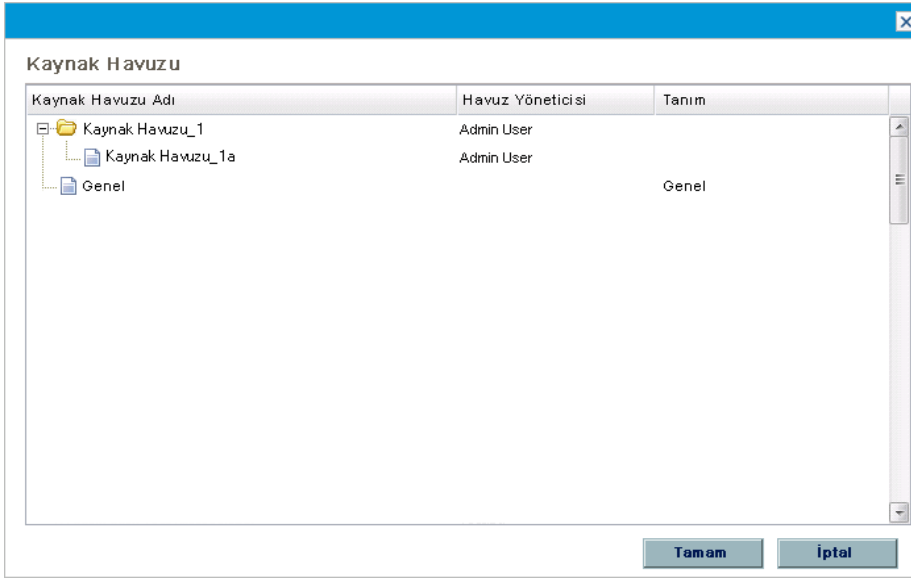 Kaynak Havuzu
Kaynak Havuzu Adı Havuz Yöneticisi Tanım
Kaynak Havuzu_1 Admin User
Kaynak Havuzu_1a Admin User
Genel Genel
Tamam İptal